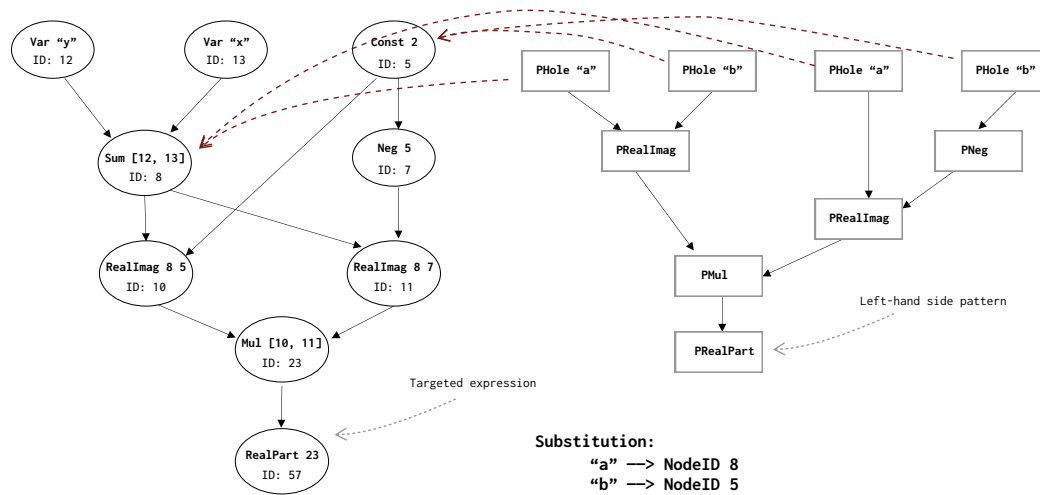 Var “y”
ID: 12
Var “x”
ID: 13
Const 2
ID: 5
PHole “a”
PHole “b”
PHole “a”
PHole “b”
Sum [12, 13]
ID: 8
Neg 5
ID: 7
PRealImag
PNeg
PRealImag
RealImag 8 5
ID: 10
RealImag 8 7
ID: 11
PMul
Left-hand side pattern
Mul [10, 11]
ID: 23
PRealPart
Targeted expression
RealPart 23
ID: 57
Substitution:
“a” —–> NodeID 8
“b” —–> NodeID 5